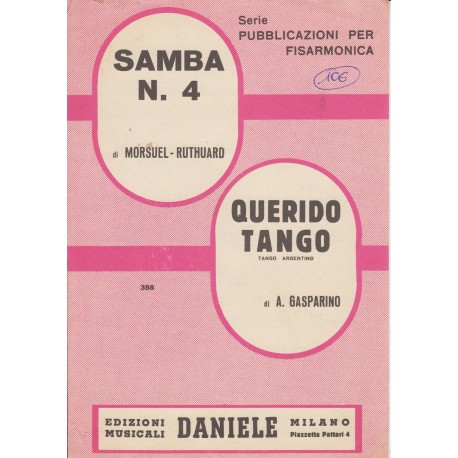 Serie
PUBBLICAZIONI PER
FISARMONICA
10€
SAMBA
N. 4
di MORSUEL-RUTHUARD
QUERIDO
TANGO
TANGO ARGENTINO
di A. GASPARINO
388
EDIZIONI
MUSICALI
DANIELE
MILANO
Piazzetta Pattari 4